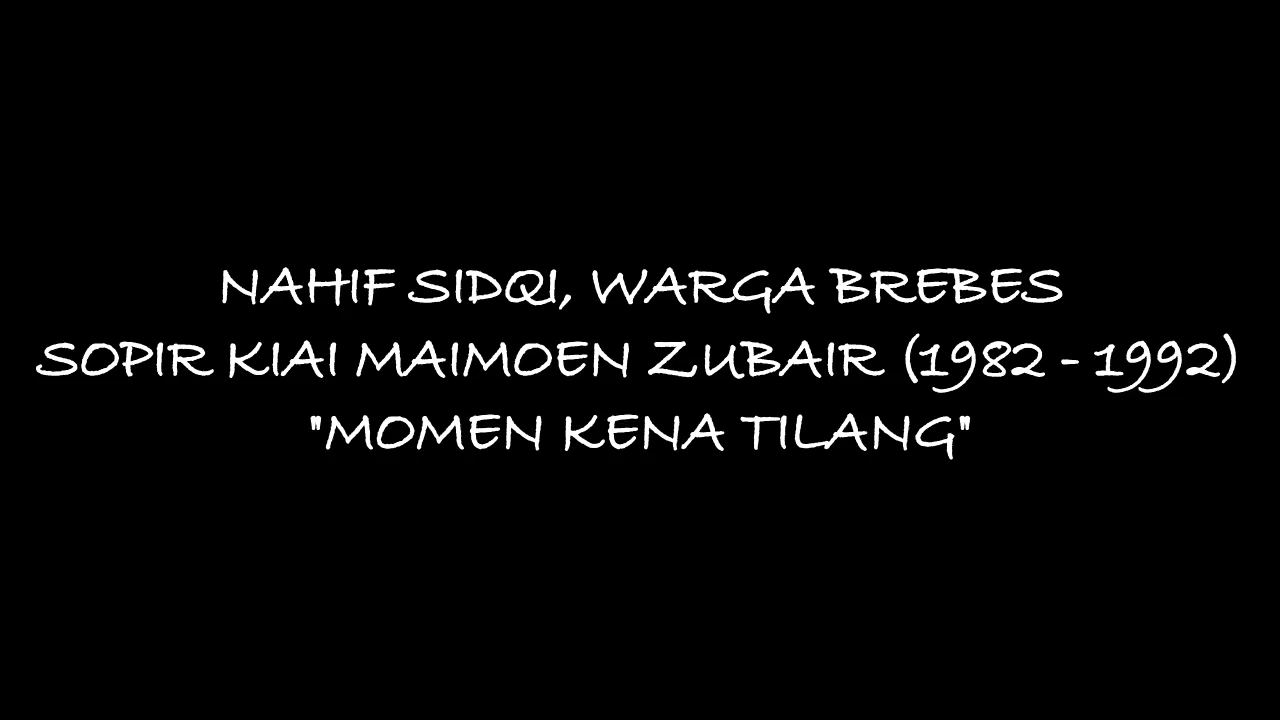 NAHIF SIDQI, WARGA BREBES
SOPIR KIAI MAIMOEN ZUBAIR (1982 - 1992)
"MOMEN KENA TILANG"